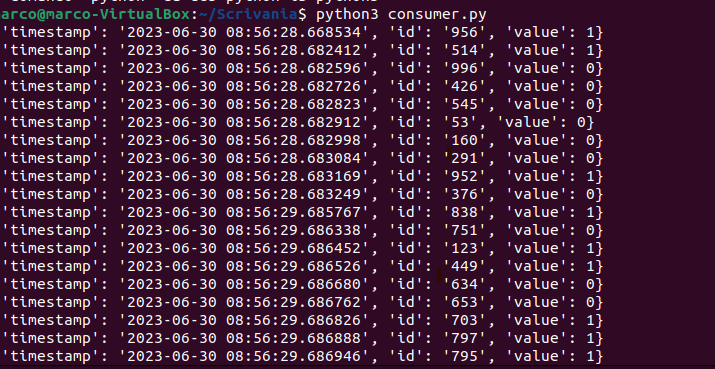 arco@marco-VirtualBox:~/Scrivania$ python3 consumer.py
'timestamp': '2023-06-30 08:56:28.668534', 'id': '956', 'value': 1}
'timestamp': '2023-06-30 08:56:28.682412', 'id': '514', 'value': 1}
'timestamp': '2023-06-30 08:56:28.682596', 'id': '996', 'value': 0}
'timestamp': '2023-06-30 08:56:28.682726', 'id': '426', 'value': 0}
'timestamp': '2023-06-30 08:56:28.682823', 'id': '545', 'value': 0}
'timestamp': '2023-06-30 08:56:28.682912', 'id': '53', 'value': 0}
'timestamp': '2023-06-30 08:56:28.682998', 'id': '160', 'value': 0}
'timestamp': '2023-06-30 08:56:28.683084', 'id': '291', 'value': 0}
'timestamp': '2023-06-30 08:56:28.683169', 'id': '952', 'value': 1}
'timestamp': '2023-06-30 08:56:28.683249', 'id': '376', 'value': 0}
'timestamp': '2023-06-30 08:56:29.685767', 'id': '838', 'value': 1}
'timestamp': '2023-06-30 08:56:29.686338', 'id': '751', 'value': 0}
'timestamp': '2023-06-30 08:56:29.686452', 'id': '123', 'value': 1}
'timestamp': '2023-06-30 08:56:29.686526', 'id': '449', 'value': 1}
'timestamp': '2023-06-30 08:56:29.686680', 'id': '634', 'value': 0}
'timestamp': '2023-06-30 08:56:29.686762', 'id': '653', 'value': 0}
'timestamp': '2023-06-30 08:56:29.686826', 'id': '703', 'value': 1}
'timestamp': '2023-06-30 08:56:29.686888', 'id': '797', 'value': 1}
'timestamp': '2023-06-30 08:56:29.686946', 'id': '795', 'value': 1}